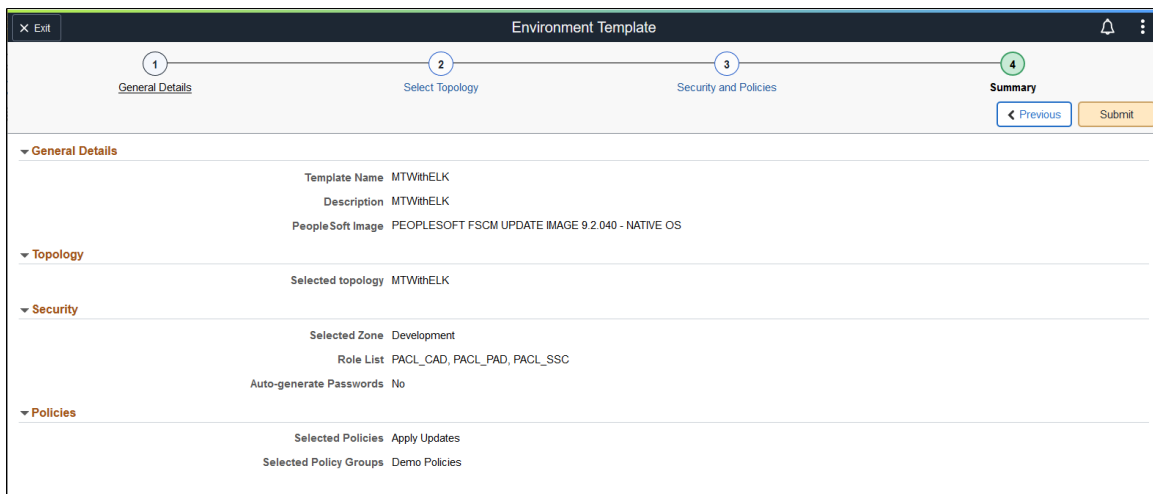 Exit Environment Template
1 2 3 4
General Details Select Topology Security and Policies Summary
Previous Submit
General Details
Template Name MTWithELK
Description MTWithELK
PeopleSoft Image PEOPLESOFT FSCM UPDATE IMAGE 9.2.040 - NATIVE OS
Topology
Selected topology MTWithELK
Security
Selected Zone Development
Role List PACL_CAD, PACL_PAD, PACL_SSC
Auto-generate Passwords No
Policies
Selected Policies Apply Updates
Selected Policy Groups Demo Policies